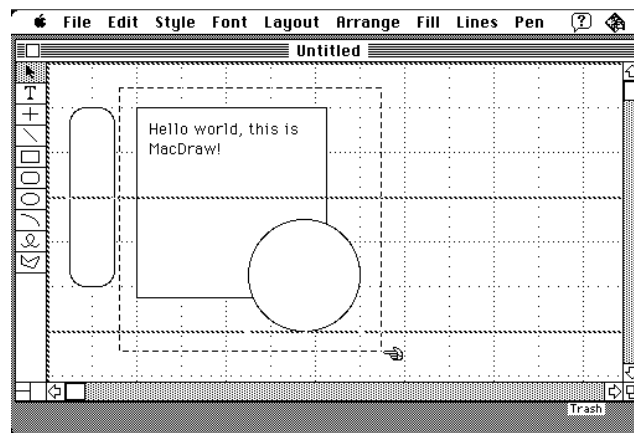 File Edit Style Font Layout Arrange Fill Lines Pen
Untitled
T
Hello world, this is
MacDraw!
Trash